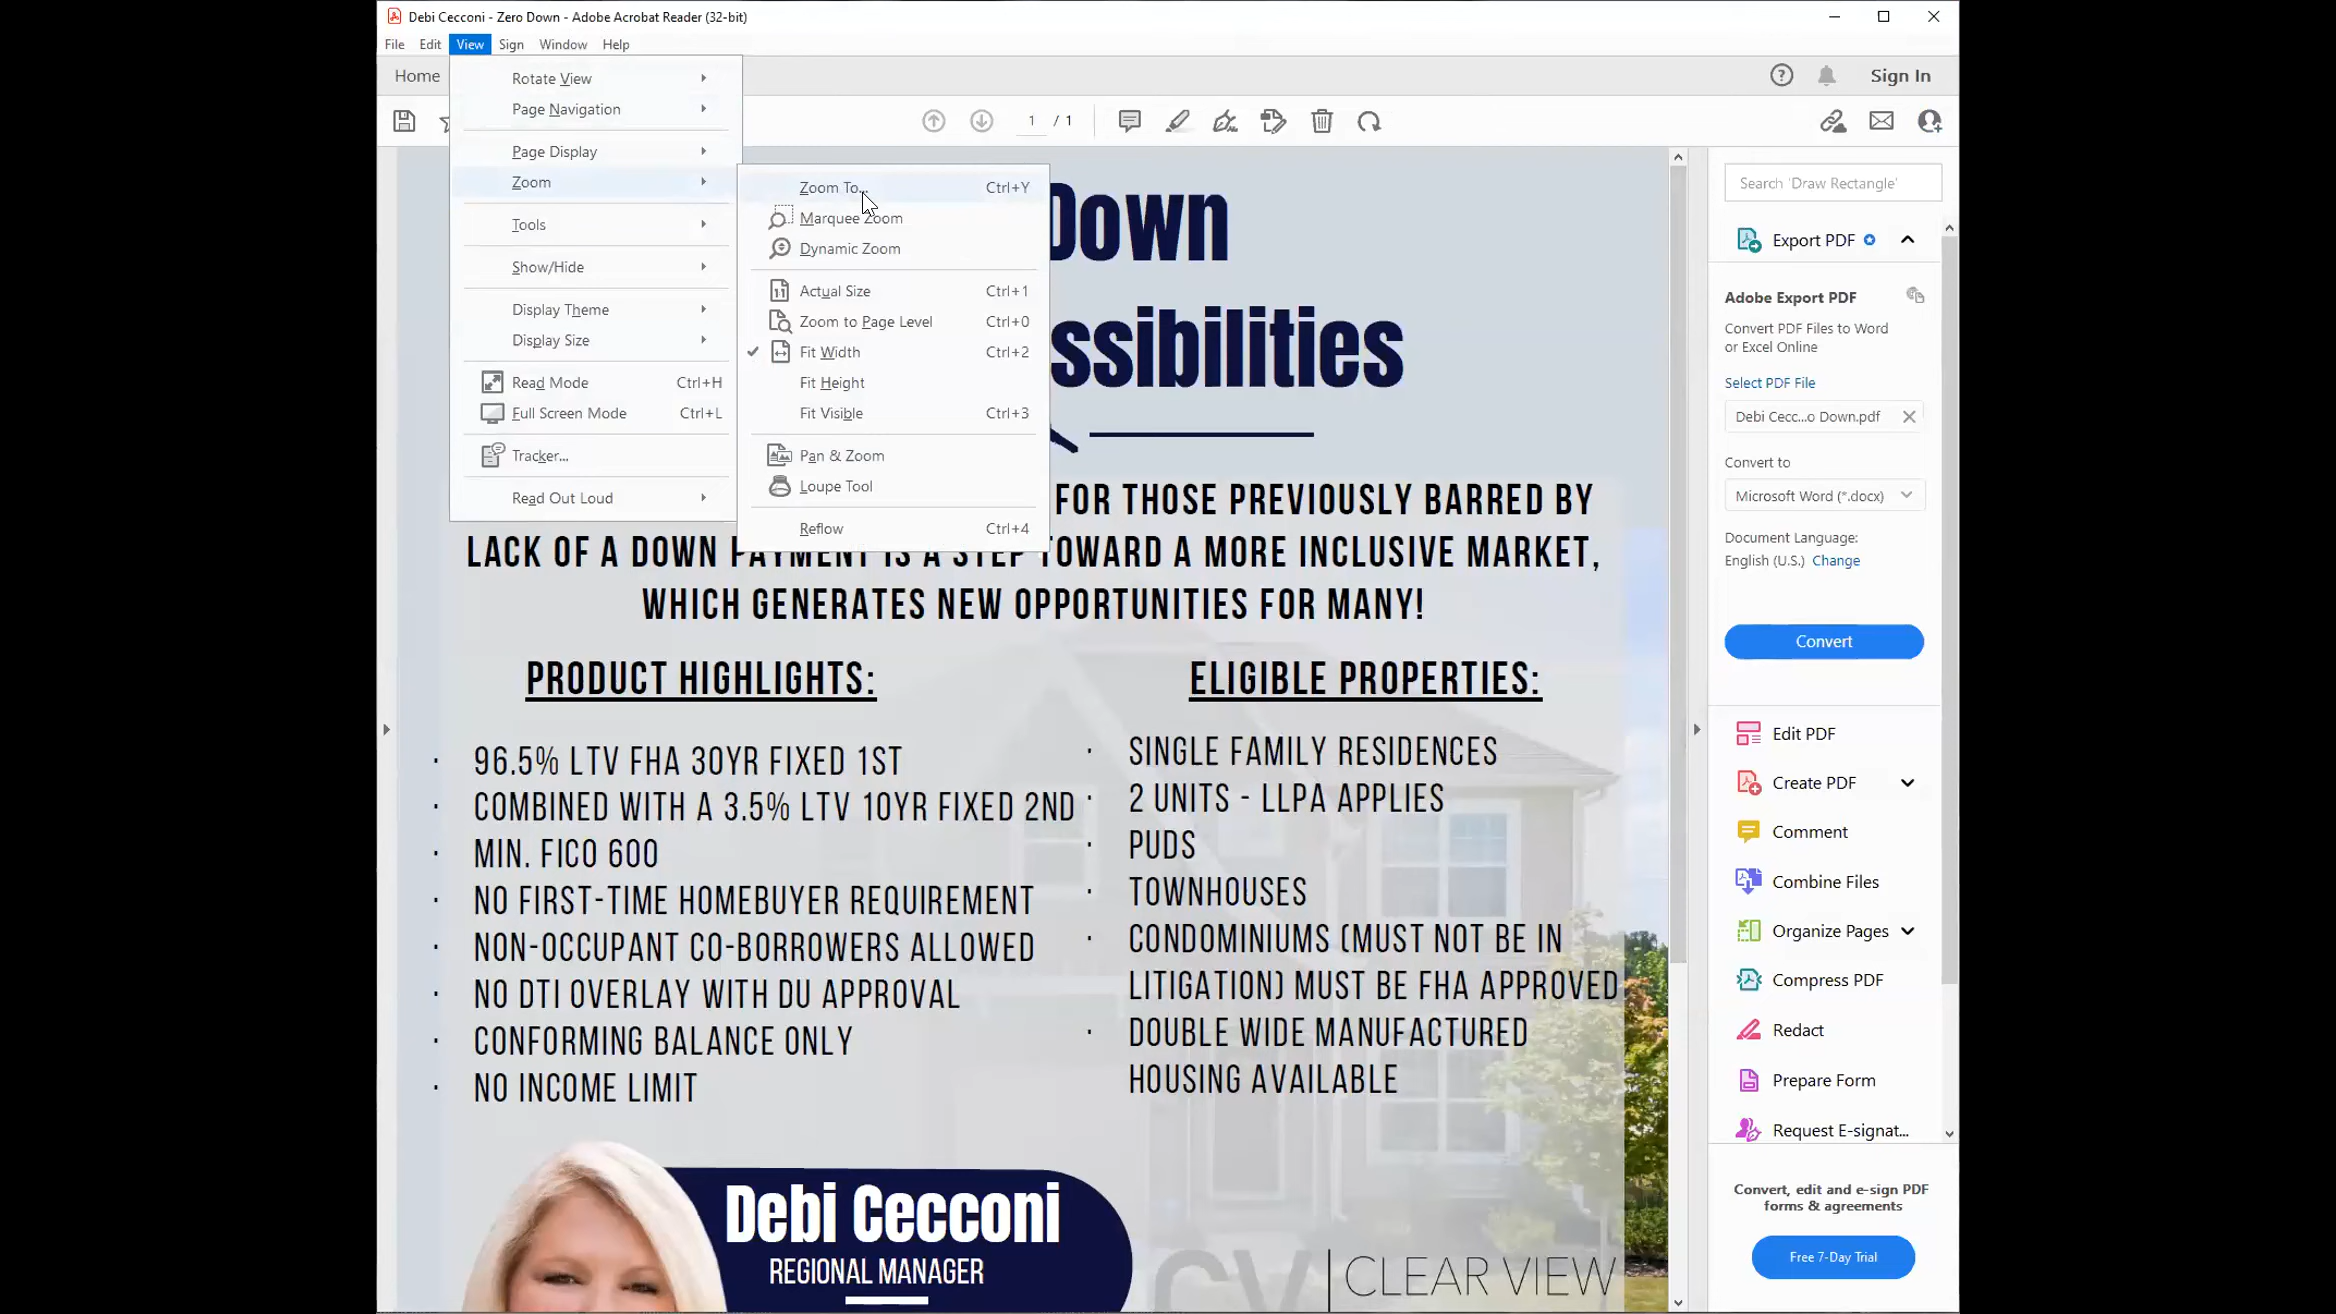 Debi Cecconi - Zero Down - Adobe Acrobat Reader (32-bit)
File Edit View Sign Window Help
Home
Sign In
1 / 1
Rotate View
Page Navigation
Page Display
Zoom
Tools
Show/Hide
Display Theme
Display Size
Read Mode Ctrl+H
Full Screen Mode Ctrl+L
Tracker...
Read Out Loud
Zoom To... Ctrl+Y
Marquee Zoom
Dynamic Zoom
Actual Size Ctrl+1
Zoom to Page Level Ctrl+0
Fit Width Ctrl+2
Fit Height
Fit Visible Ctrl+3
Pan & Zoom
Loupe Tool
Reflow Ctrl+4
Down
ssibilities
FOR THOSE PREVIOUSLY BARRED BY
LACK OF A DOWN PAYMENT IS A STEP TOWARD A MORE INCLUSIVE MARKET,
WHICH GENERATES NEW OPPORTUNITIES FOR MANY!
PRODUCT HIGHLIGHTS:
· 96.5% LTV FHA 30YR FIXED 1ST
· COMBINED WITH A 3.5% LTV 10YR FIXED 2ND
· MIN. FICO 600
· NO FIRST-TIME HOMEBUYER REQUIREMENT
· NON-OCCUPANT CO-BORROWERS ALLOWED
· NO DTI OVERLAY WITH DU APPROVAL
· CONFORMING BALANCE ONLY
· NO INCOME LIMIT
ELIGIBLE PROPERTIES:
· SINGLE FAMILY RESIDENCES
· 2 UNITS - LLPA APPLIES
· PUDS
· TOWNHOUSES
· CONDOMINIUMS (MUST NOT BE IN
LITIGATION) MUST BE FHA APPROVED
· DOUBLE WIDE MANUFACTURED
HOUSING AVAILABLE
Debi Cecconi
REGIONAL MANAGER
CV CLEAR VIEW
Search 'Draw Rectangle'
Export PDF
Adobe Export PDF
Convert PDF Files to Word
or Excel Online
Select PDF File
Debi Cecc...o Down.pdf
Convert to
Microsoft Word (*.docx)
Document Language:
English (U.S.) Change
Convert
Edit PDF
Create PDF
Comment
Combine Files
Organize Pages
Compress PDF
Redact
Prepare Form
Request E-signat...
Convert, edit and e-sign PDF
forms & agreements
Free 7-Day Trial